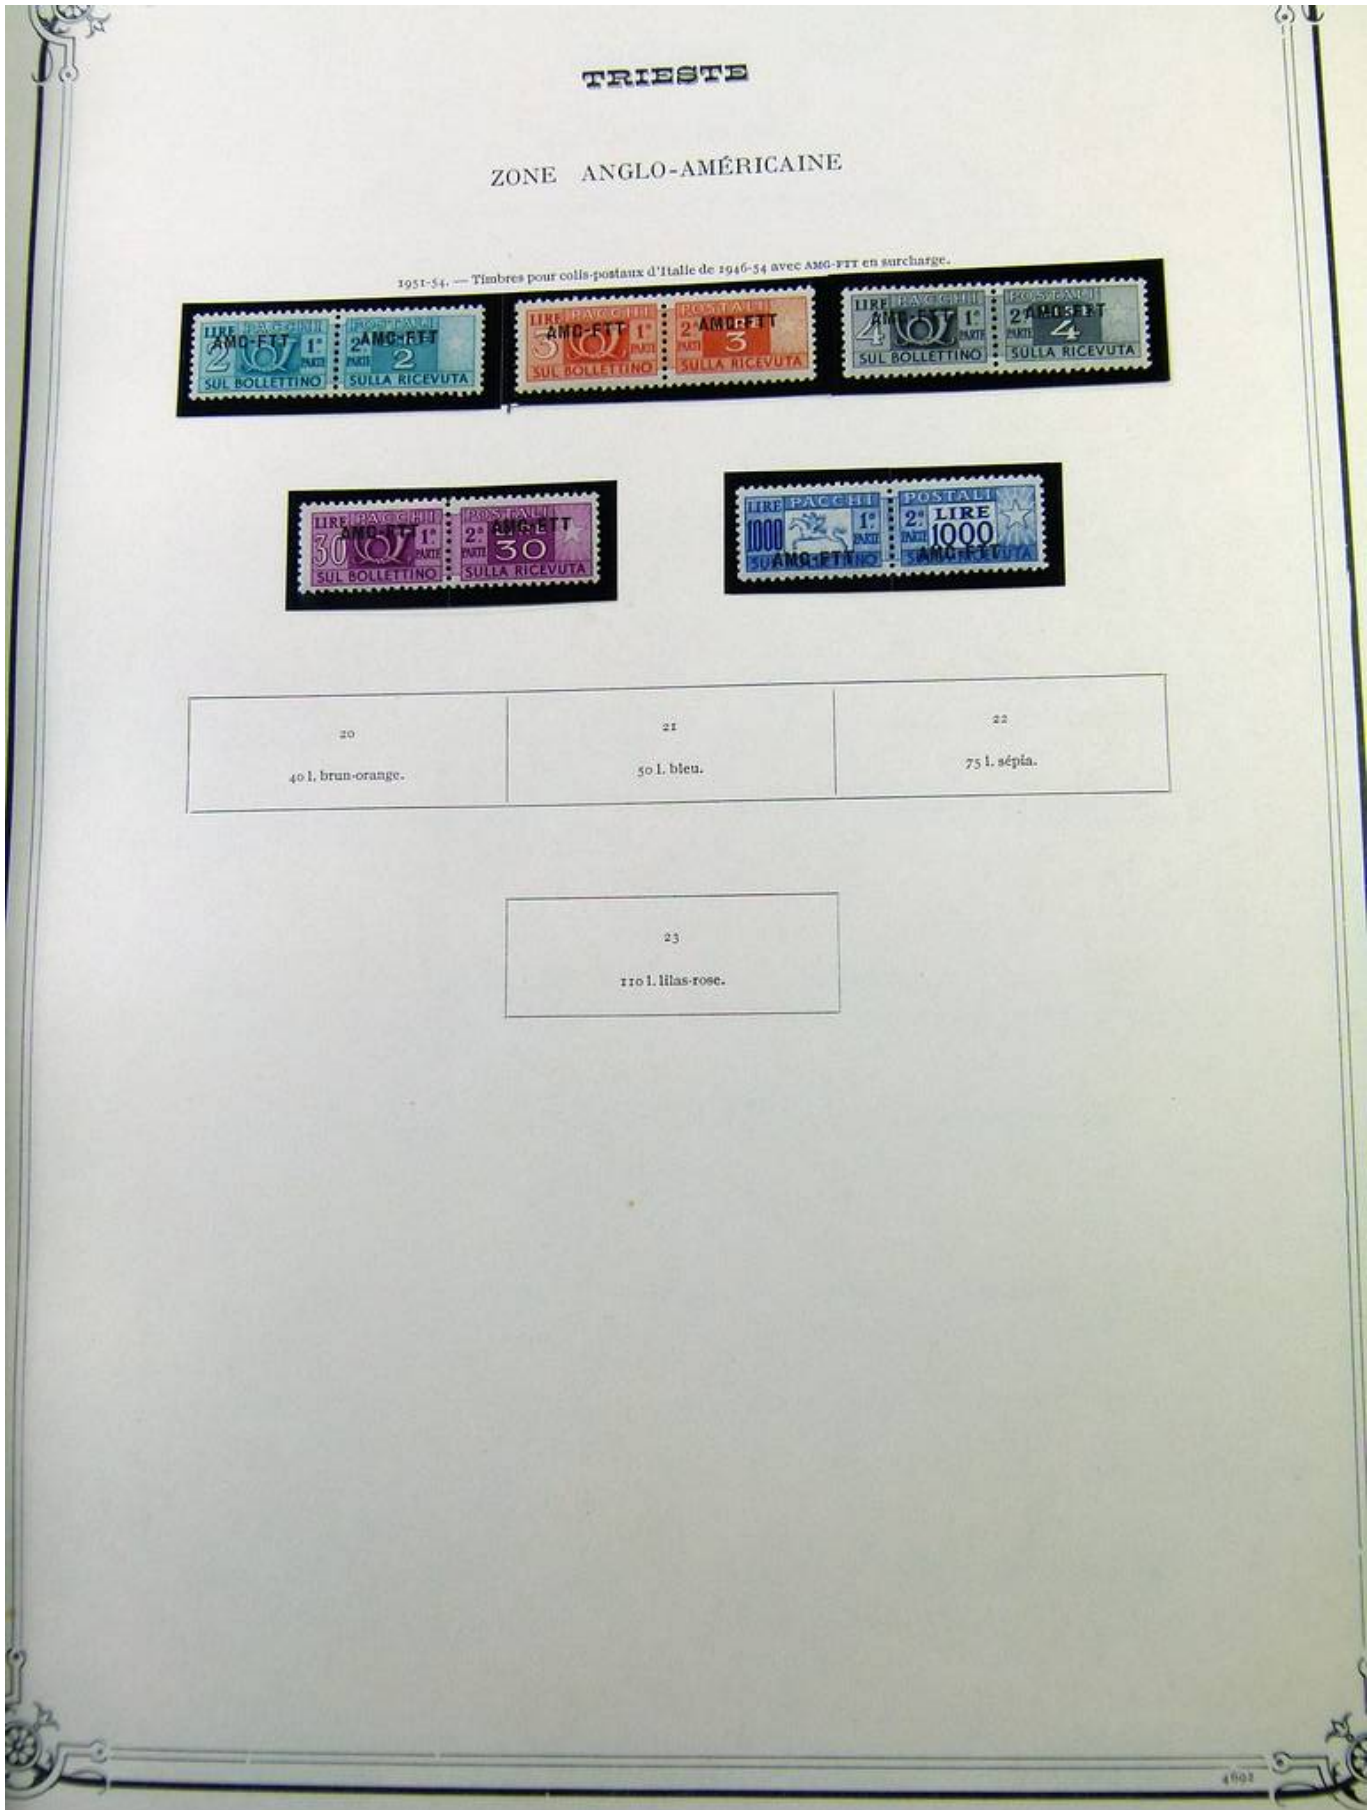 TRIESTE
ZONE ANGLO-AMÉRICAINE
1951-54. — Timbres pour colis-postaux d'Italie de 1946-54 avec AMG-FTT en surcharge.
LIRE PACCHI POSTALI
AMG-FTT AMG-FTT
2 1ª PARTE 2ª PARTE 2
SUL BOLLETTINO SULLA RICEVUTA
LIRE PACCHI POSTALI
AMG-FTT AMG-FTT
3 1ª PARTE 2ª PARTE 3
SUL BOLLETTINO SULLA RICEVUTA
LIRE PACCHI POSTALI
AMG-FTT AMG-FTT
4 1ª PARTE 2ª PARTE 4
SUL BOLLETTINO SULLA RICEVUTA
LIRE PACCHI POSTALI
AMG-FTT AMG-FTT
30 1ª PARTE 2ª PARTE 30
SUL BOLLETTINO SULLA RICEVUTA
LIRE PACCHI POSTALI
1000 1ª PARTE 2ª PARTE LIRE 1000
AMG-FTT AMG-FTT
20
40 l. brun-orange.
21
50 l. bleu.
22
75 l. sépia.
23
110 l. lilas-rose.